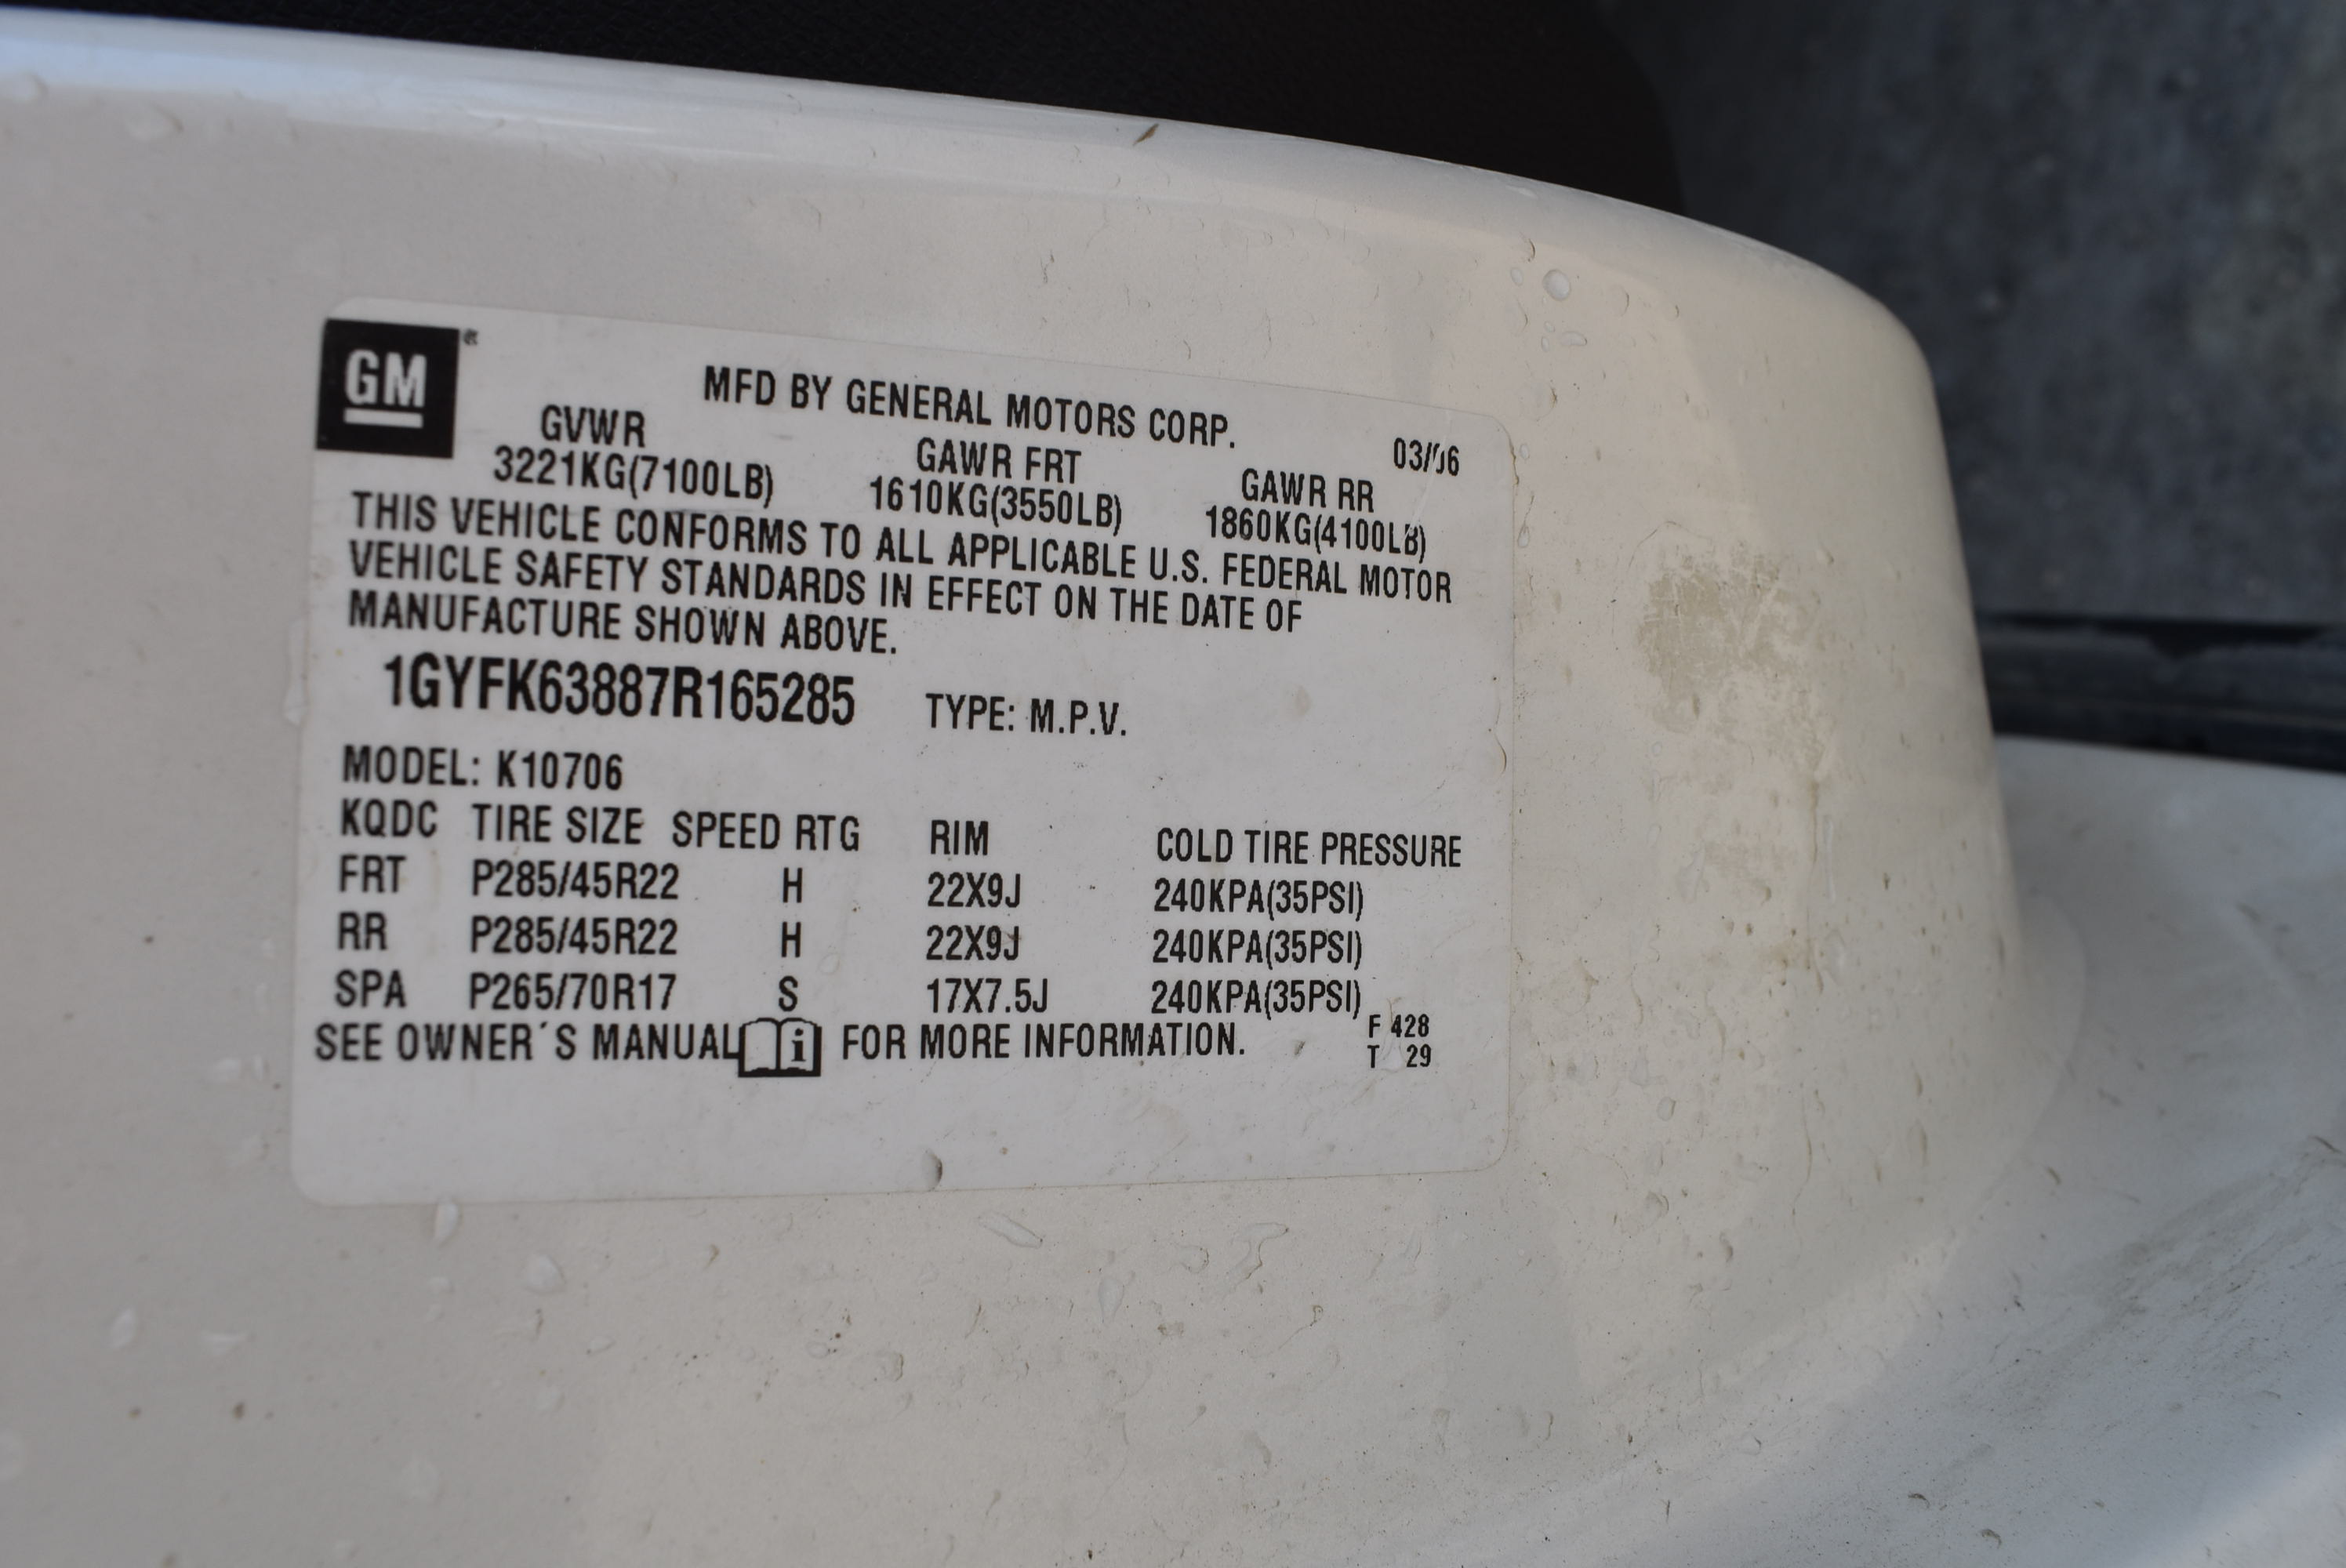 GM®
MFD BY GENERAL MOTORS CORP.
03/06
GVWR GAWR FRT GAWR RR
3221KG(7100LB) 1610KG(3550LB) 1860KG(4100LB)
THIS VEHICLE CONFORMS TO ALL APPLICABLE U.S. FEDERAL MOTOR
VEHICLE SAFETY STANDARDS IN EFFECT ON THE DATE OF
MANUFACTURE SHOWN ABOVE.
1GYFK63887R165285 TYPE: M.P.V.
MODEL: K10706
KQDC TIRE SIZE SPEED RTG RIM COLD TIRE PRESSURE
FRT P285/45R22 H 22X9J 240KPA(35PSI)
RR P285/45R22 H 22X9J 240KPA(35PSI)
SPA P265/70R17 S 17X7.5J 240KPA(35PSI)
SEE OWNER´S MANUAL i FOR MORE INFORMATION.
F 428
T 29